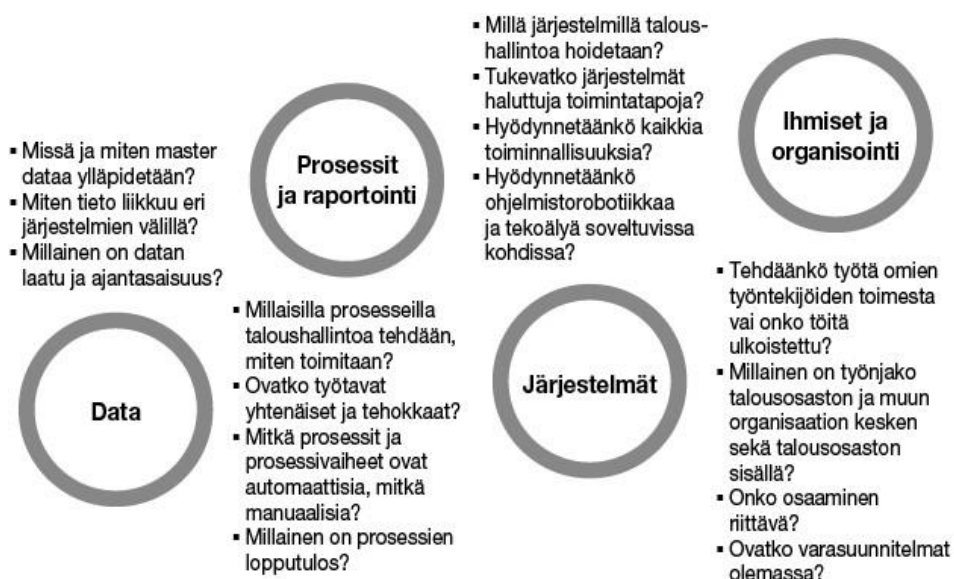 ▪ Missä ja miten master
dataa ylläpidetään?
▪ Miten tieto liikkuu eri
järjestelmien välillä?
▪ Millainen on datan
laatu ja ajantasaisuus?
Data
Prosessit
ja raportointi
▪ Millaisilla prosesseilla
taloushallintoa tehdään,
miten toimitaan?
▪ Ovatko työtavat
yhtenäiset ja tehokkaat?
▪ Mitkä prosessit ja
prosessivaiheet ovat
automaattisia, mitkä
manuaalisia?
▪ Millainen on prosessien
lopputulos?
▪ Millä järjestelmillä talous-
hallintoa hoidetaan?
▪ Tukevatko järjestelmät
haluttuja toimintatapoja?
▪ Hyödynnetäänkö kaikkia
toiminnallisuuksia?
▪ Hyödynnetäänkö
ohjelmistorobotiikkaa
ja tekoälyä soveltuvissa
kohdissa?
Järjestelmät
Ihmiset ja
organisointi
▪ Tehdäänkö työtä omien
työntekijöiden toimesta
vai onko töitä
ulkoistettu?
▪ Millainen on työnjako
talousosaston ja muun
organisaation kesken
sekä talousosaston
sisällä?
▪ Onko osaaminen
riittävä?
▪ Ovatko varasuunnitelmat
olemassa?